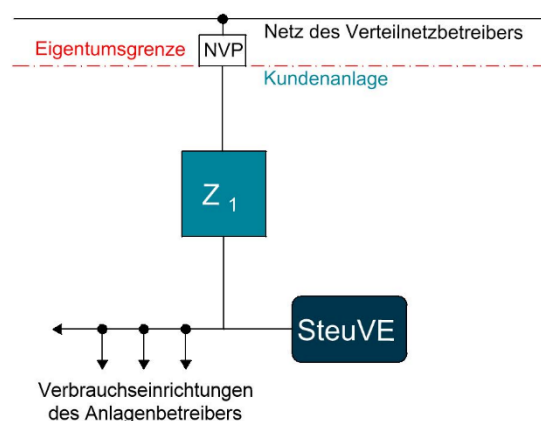 Netz des Verteilnetzbetreibers
Eigentumsgrenze
NVP
Kundenanlage
Z 1
SteuVE
Verbrauchseinrichtungen
des Anlagenbetreibers